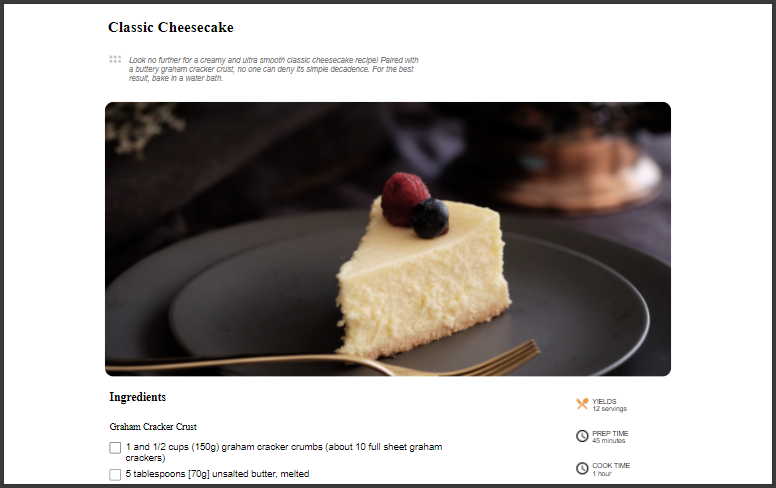 Classic Cheesecake
Look no further for a creamy and ultra smooth classic cheesecake recipe! Paired with
a buttery graham cracker crust, no one can deny its simple decadence. For the best
result, bake in a water bath.
Ingredients
Graham Cracker Crust
1 and 1/2 cups (150g) graham cracker crumbs (about 10 full sheet graham
crackers)
5 tablespoons [70g] unsalted butter, melted
YIELDS
12 servings
PREP TIME
45 minutes
COOK TIME
1 hour